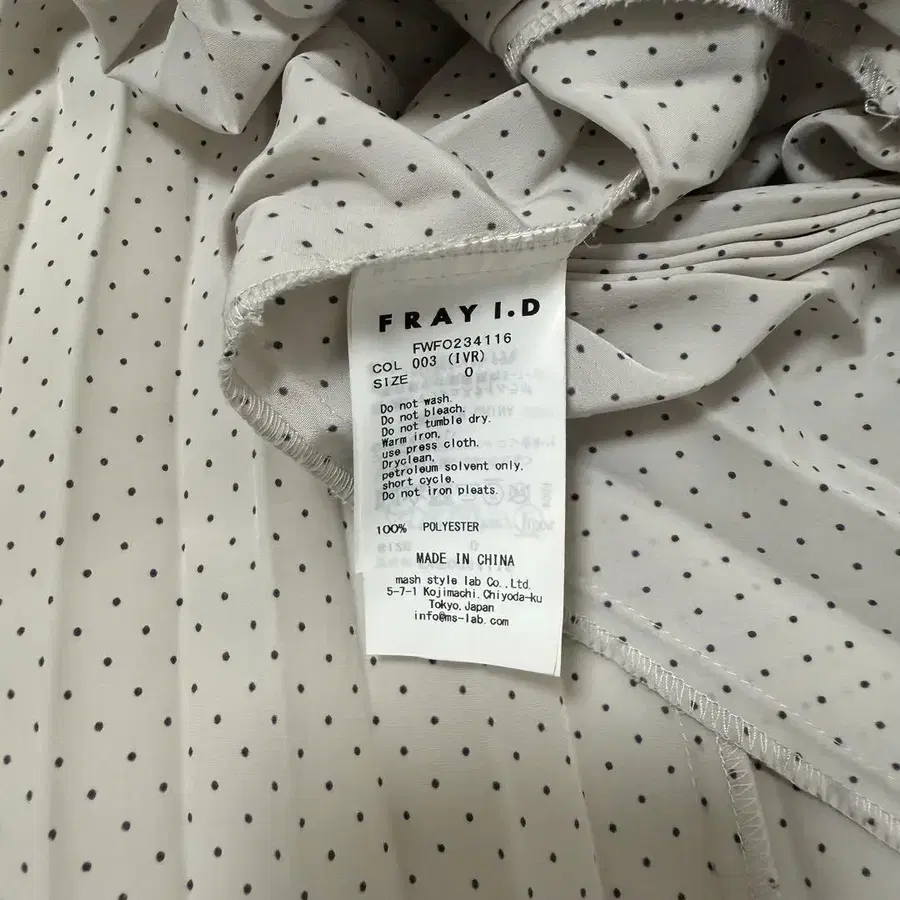 FRAY I.D
FWFO234116
COL 003 (IVR)
SIZE 0
Do not wash.
Do not bleach.
Do not tumble dry.
Warm iron,
use press cloth.
Dryclean,
petroleum solvent only.
short cycle.
Do not iron pleats.
100% POLYESTER
MADE IN CHINA
mash style lab Co.,Ltd.
5-7-1 Kojimachi.Chiyoda-ku
Tokyo.Japan
info@ms-lab.com